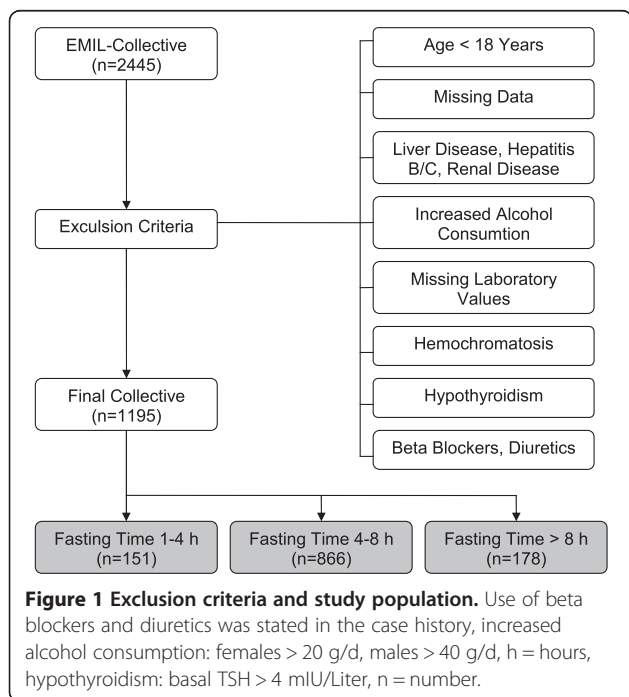 EMIL-Collective
(n=2445)
Exculsion Criteria
Final Collective
(n=1195)
Age < 18 Years
Missing Data
Liver Disease, Hepatitis
B/C, Renal Disease
Increased Alcohol
Consumtion
Missing Laboratory
Values
Hemochromatosis
Hypothyroidism
Beta Blockers, Diuretics
Fasting Time 1-4 h
(n=151)
Fasting Time 4-8 h
(n=866)
Fasting Time > 8 h
(n=178)
Figure 1 Exclusion criteria and study population. Use of beta
blockers and diuretics was stated in the case history, increased
alcohol consumption: females > 20 g/d, males > 40 g/d, h = hours,
hypothyroidism: basal TSH > 4 mIU/Liter, n = number.